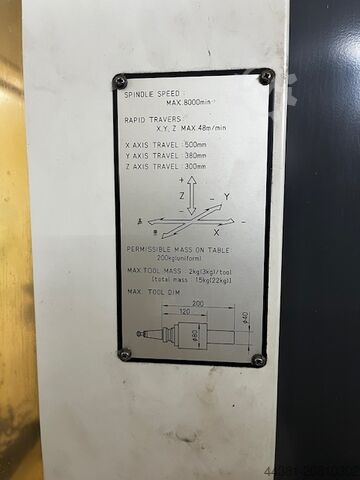 SPINDLE SPEED :
MAX.8000min⁻¹
RAPID TRAVERS
X,Y, Z MAX.48m/min
X AXIS TRAVEL :500mm
Y AXIS TRAVEL :380mm
Z AXIS TRAVEL :300mm
+
Z
Y
-
-
+
-
+
X
PERMISSIBLE MASS ON TABLE
200kg(uniform)
MAX.TOOL MASS 2kg(3kg)/tool
(total mass 15kg(22kg))
MAX. TOOL DIM
200
120
φ80
φ40